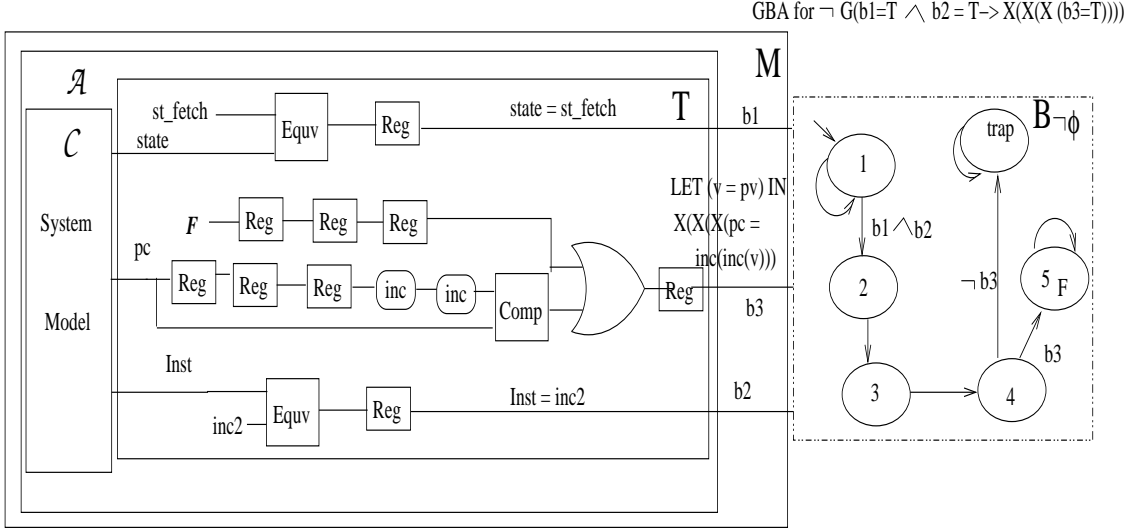 GBA for ¬ G(b1=T ∧ b2 = T–> X(X(X (b3=T))))
M
𝒜
T
B¬ϕ
𝒞
System
Model
st_fetch
state
Equv
Reg
state = st_fetch
b1
F
Reg
Reg
Reg
LET (v = pv) IN
X(X(X(pc =
inc(inc(v)))
pc
Reg
Reg
Reg
inc
inc
Comp
Reg
b3
Inst
inc2
Equv
Reg
Inst = inc2
b2
1
trap
b1 ∧ b2
2
¬ b3
5 F
b3
3
4